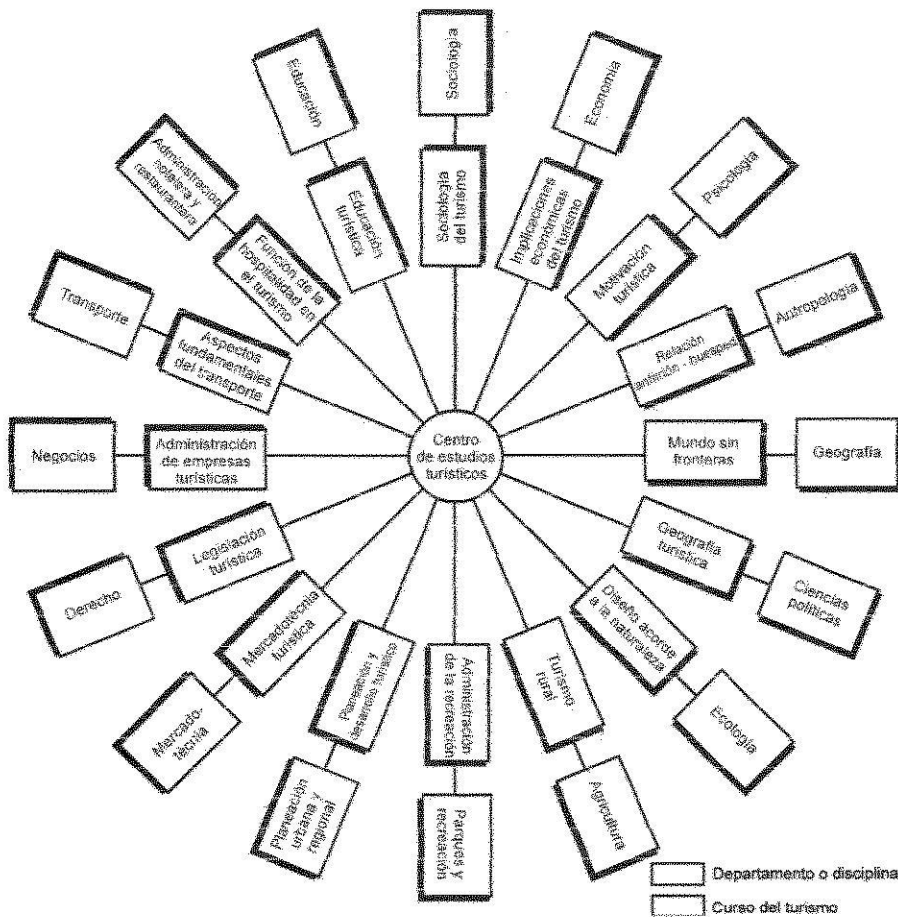 Sociología
Sociología
del turismo
Economía
Implicaciones
económicas
del turismo
Psicología
Motivación
turística
Antropología
Relación
anfitrión - huésped
Geografía
Mundo sin
fronteras
Ciencias
políticas
Geografía
turística
Ecología
Diseño acorde
a la naturaleza
Agricultura
Turismo
rural
Parques y
recreación
Administración
de la recreación
Planeación
urbana y
regional
Planeación y
desarrollo turístico
Mercado-
técnia
Mercadotécnia
turística
Derecho
Legislación
turística
Negocios
Administración
de empresas
turísticas
Transporte
Aspectos
fundamentales
del transporte
Administración
hotelera y
restaurantera
Función de la
hospitalidad en
el turismo
Educación
Educación
turística
Centro
de estudios
turísticos
Departamento o disciplina
Curso del turismo